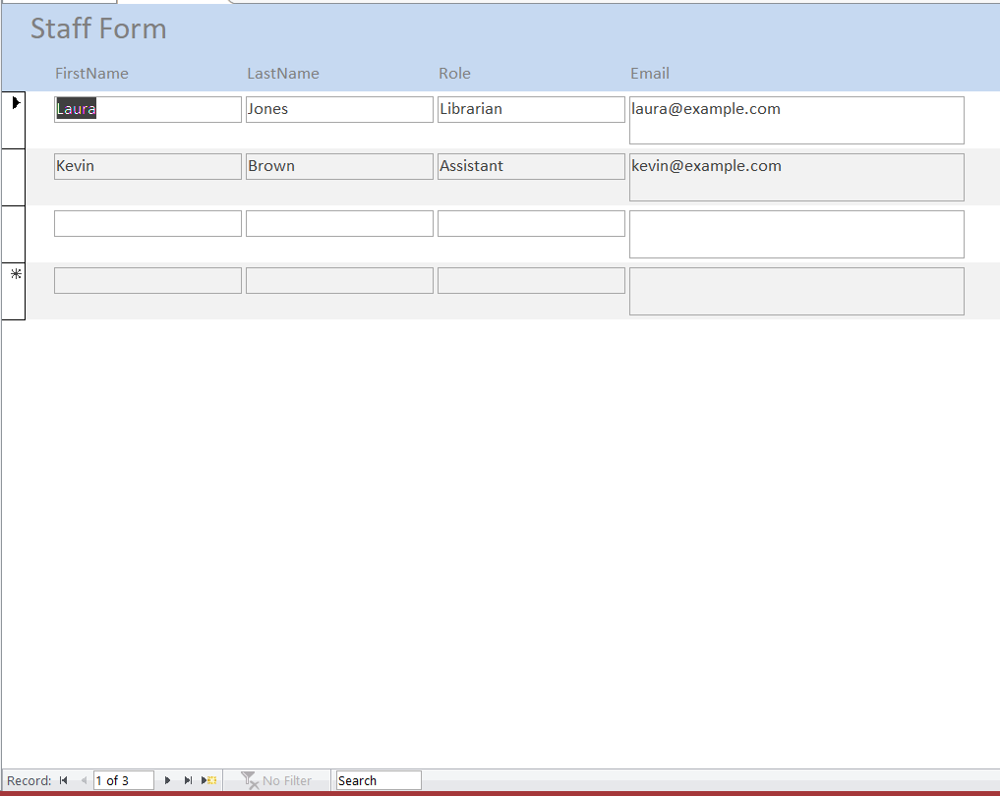 Staff Form
FirstName LastName Role Email
Laura Jones Librarian laura@example.com
Kevin Brown Assistant kevin@example.com
Record: 1 of 3 No Filter Search